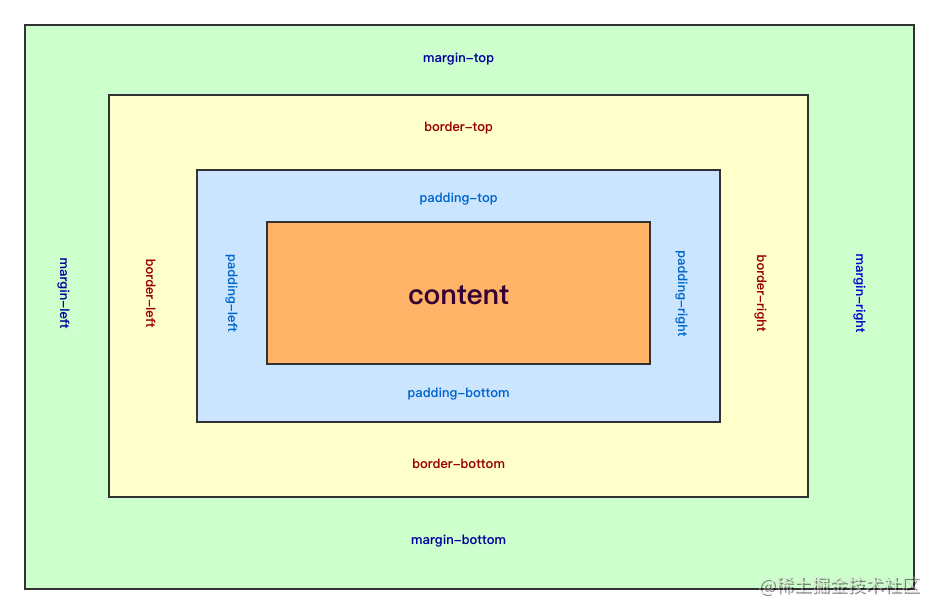 margin-top
border-top
padding-top
margin-left
border-left
padding-left
content
padding-right
border-right
margin-right
padding-bottom
border-bottom
margin-bottom
@稀土掘金技术社区